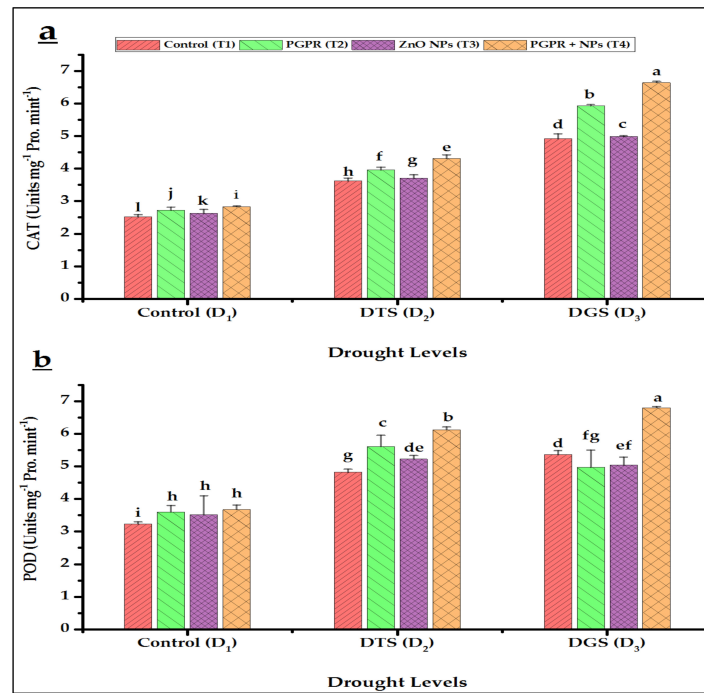 a
Control (T1) PGPR (T2) ZnO NPs (T3) PGPR + NPs (T4)
CAT (Units mg⁻¹ Pro. mint⁻¹)
7
6
5
4
3
2
1
0
l j k i
h f g e
d b c a
Control (D₁) DTS (D₂) DGS (D₃)
Drought Levels
b
POD (Units mg⁻¹ Pro. mint⁻¹)
7
6
5
4
3
2
1
0
i h h h
g c de b
d fg ef a
Control (D₁) DTS (D₂) DGS (D₃)
Drought Levels